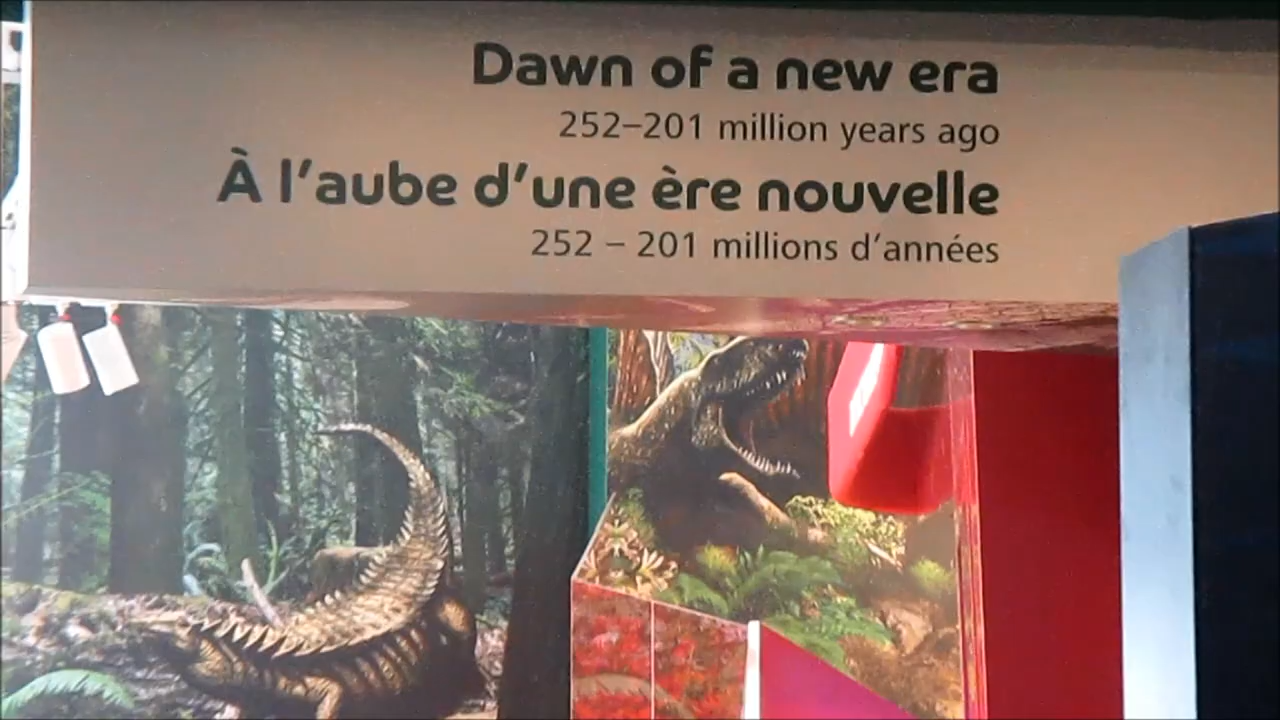 Dawn of a new era
252–201 million years ago
À l'aube d'une ère nouvelle
252 – 201 millions d'années